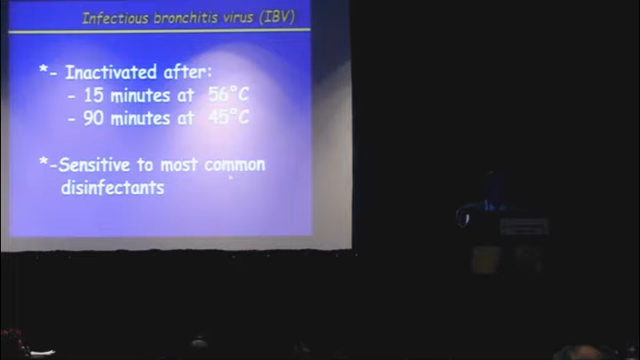 Infectious bronchitis virus (IBV)
*- Inactivated after:
- 15 minutes at 56°C
- 90 minutes at 45°C
*-Sensitive to most common
disinfectants